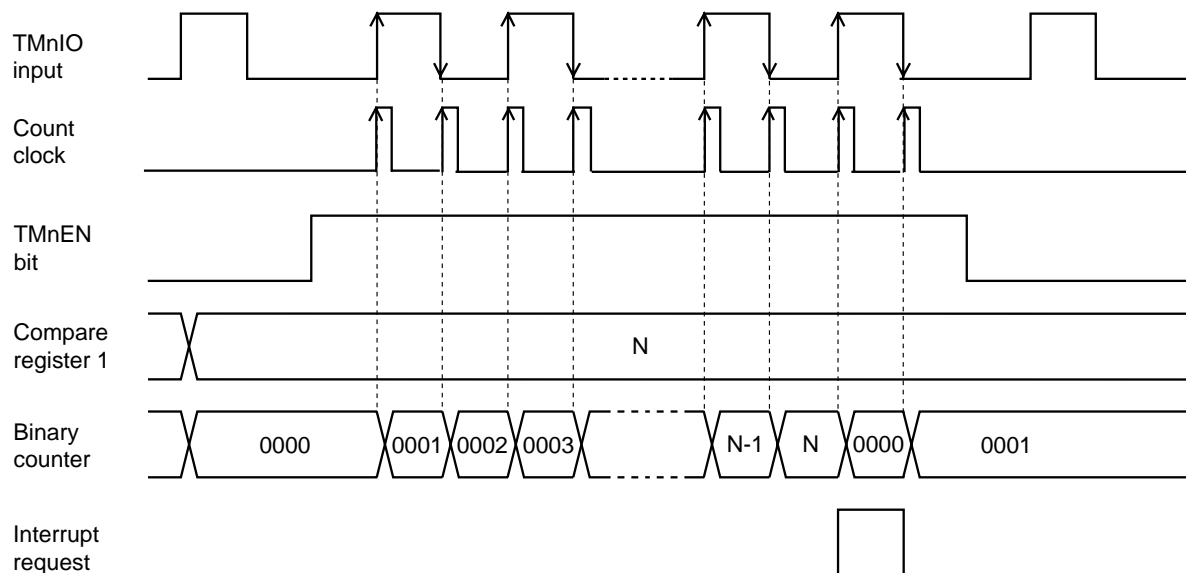 TMnIO
input
Count
clock
TMnEN
bit
Compare
register 1
N
Binary
counter
0000 0001 0002 0003 N-1 N 0000 0001
Interrupt
request